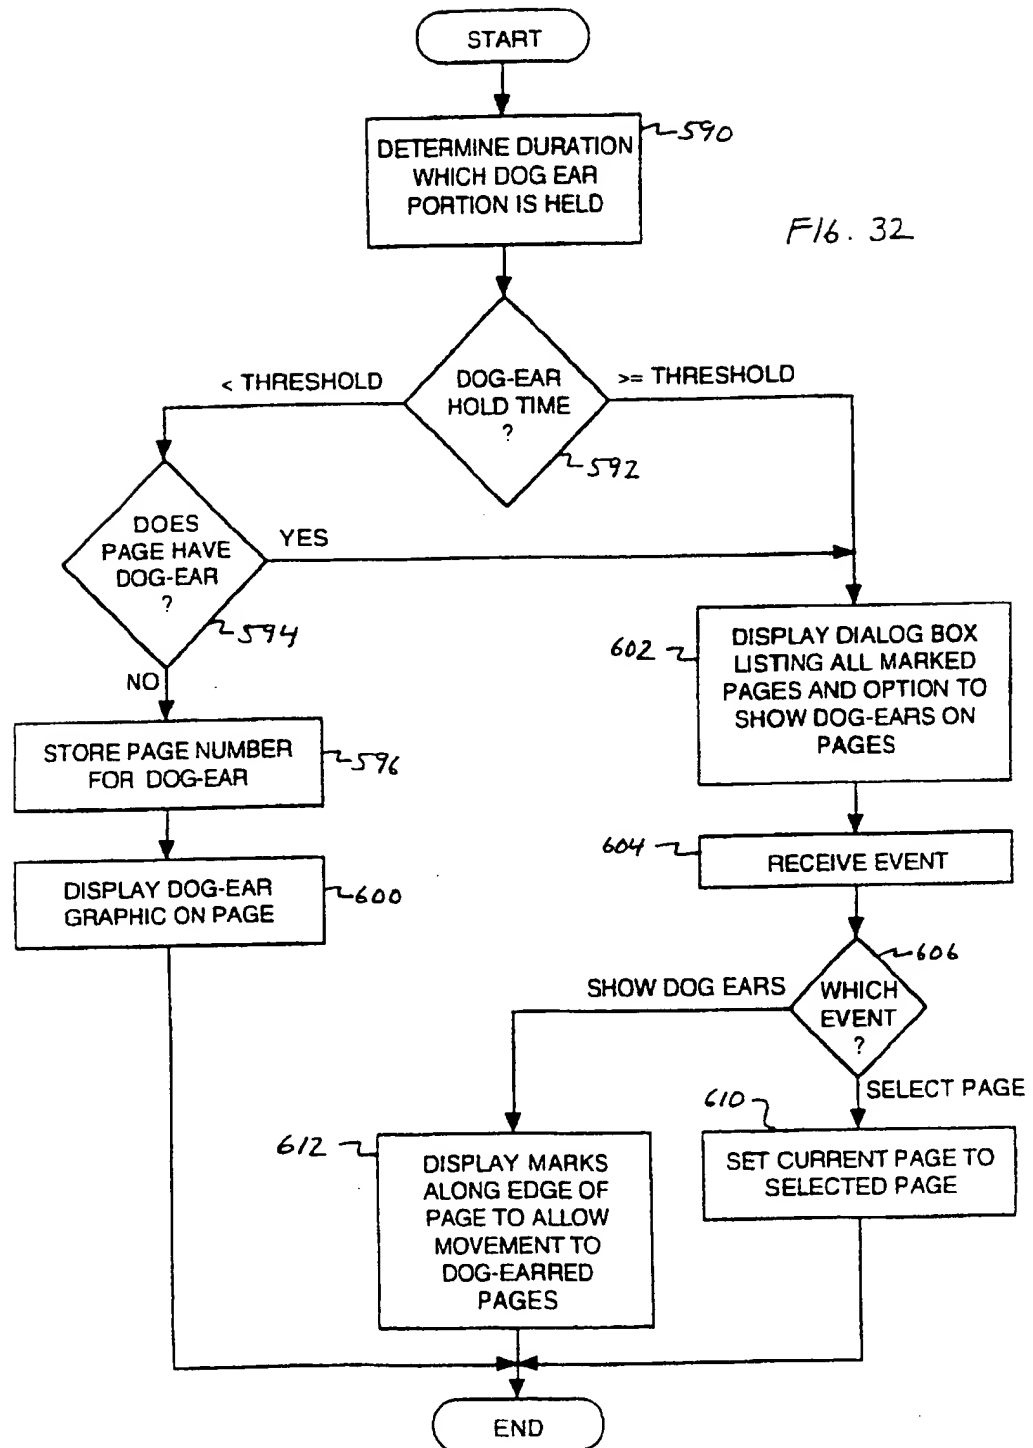 START
DETERMINE DURATION
WHICH DOG EAR
PORTION IS HELD
590
FIG. 32
DOG-EAR
HOLD TIME
?
592
< THRESHOLD
>= THRESHOLD
DOES
PAGE HAVE
DOG-EAR
?
594
YES
NO
STORE PAGE NUMBER
FOR DOG-EAR
596
DISPLAY DOG-EAR
GRAPHIC ON PAGE
600
602
DISPLAY DIALOG BOX
LISTING ALL MARKED
PAGES AND OPTION TO
SHOW DOG-EARS ON
PAGES
604
RECEIVE EVENT
606
WHICH
EVENT
?
SHOW DOG EARS
SELECT PAGE
610
SET CURRENT PAGE TO
SELECTED PAGE
612
DISPLAY MARKS
ALONG EDGE OF
PAGE TO ALLOW
MOVEMENT TO
DOG-EARRED
PAGES
END